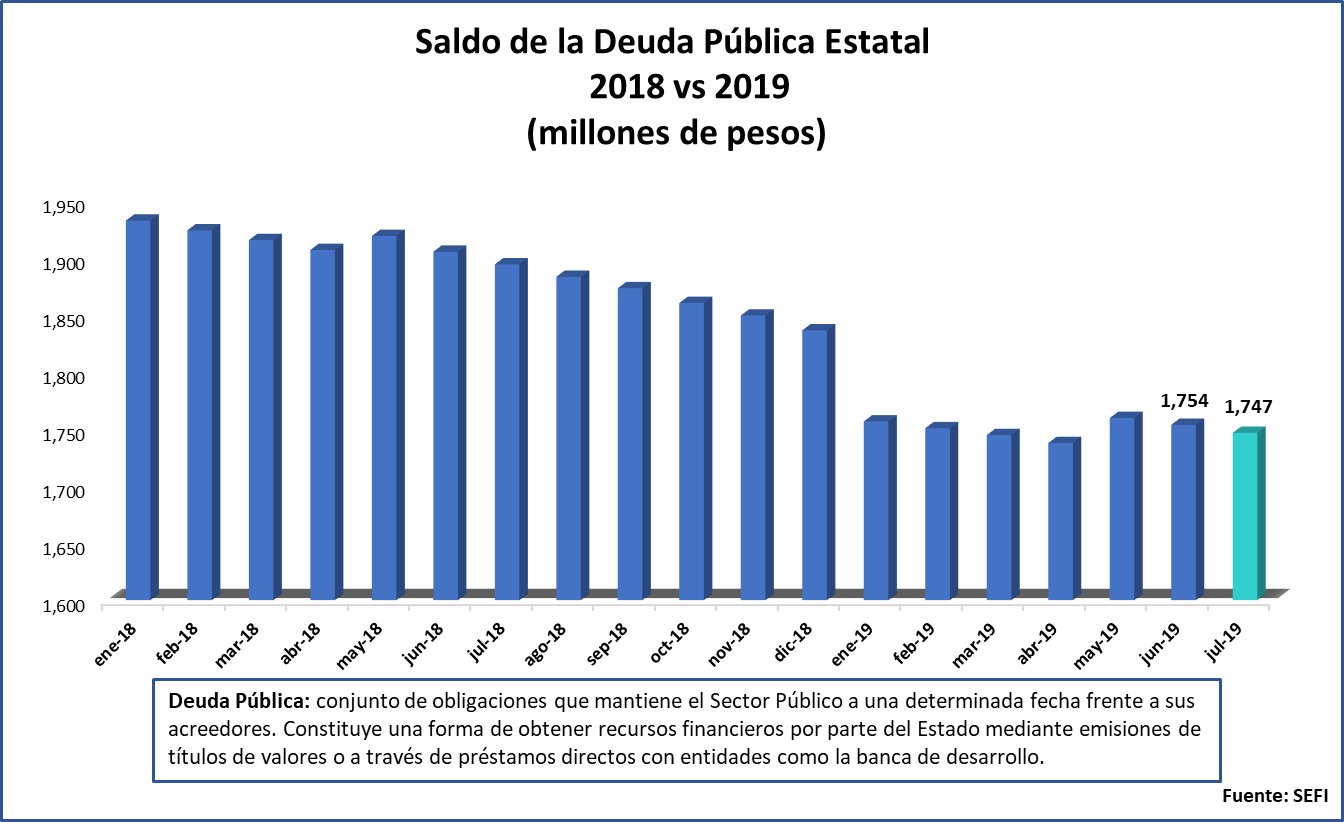 Saldo de la Deuda Pública Estatal
2018 vs 2019
(millones de pesos)
1,950
1,900
1,850
1,800
1,750
1,700
1,650
1,600
1,754
1,747
ene-18
feb-18
mar-18
abr-18
may-18
jun-18
jul-18
ago-18
sep-18
oct-18
nov-18
dic-18
ene-19
feb-19
mar-19
abr-19
may-19
jun-19
jul-19
Deuda Pública: conjunto de obligaciones que mantiene el Sector Público a una determinada fecha frente a sus
acreedores. Constituye una forma de obtener recursos financieros por parte del Estado mediante emisiones de
títulos de valores o a través de préstamos directos con entidades como la banca de desarrollo.
Fuente: SEFI